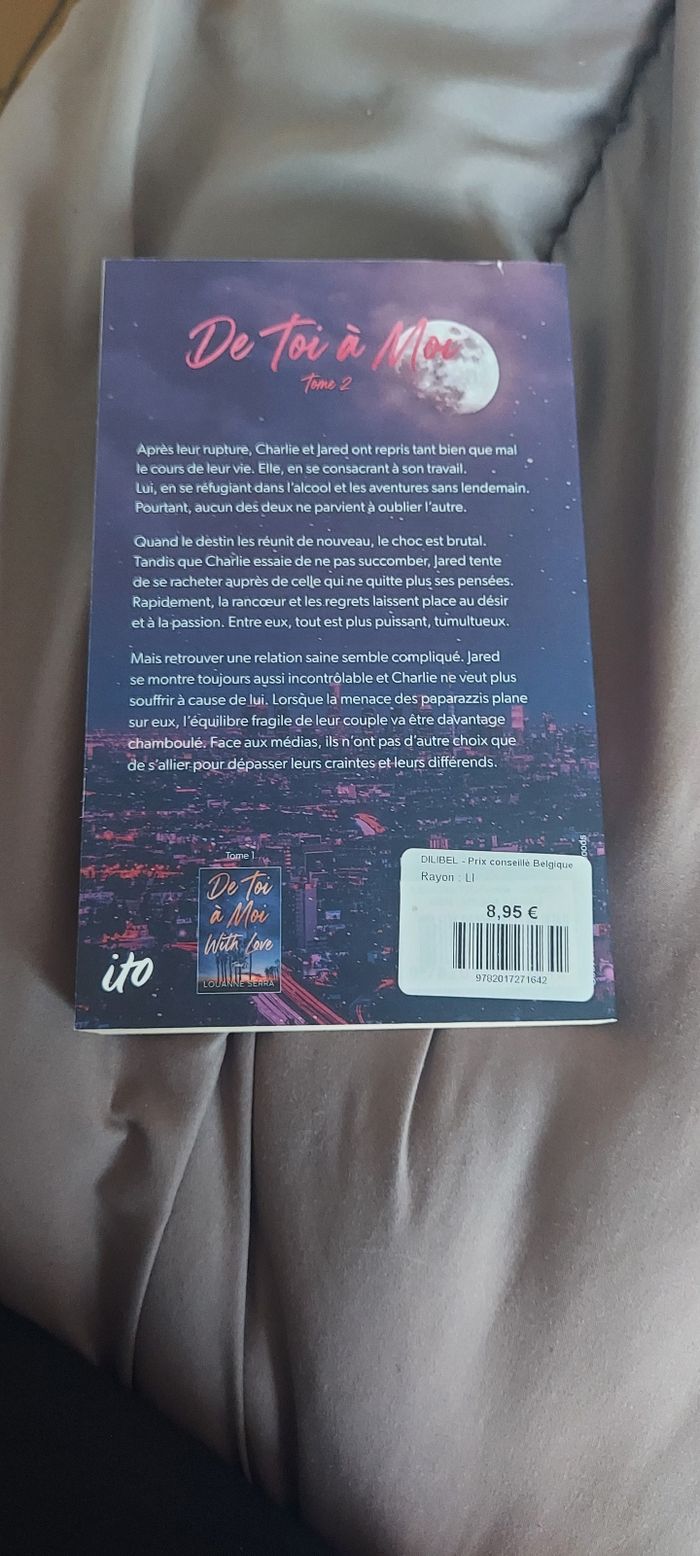 De Toi à Moi
Tome 2
Après leur rupture, Charlie et Jared ont repris tant bien que mal
le cours de leur vie. Elle, en se consacrant à son travail.
Lui, en se réfugiant dans l'alcool et les aventures sans lendemain.
Pourtant, aucun des deux ne parvient à oublier l'autre.
Quand le destin les réunit de nouveau, le choc est brutal.
Tandis que Charlie essaie de ne pas succomber, Jared tente
de se racheter auprès de celle qui ne quitte plus ses pensées.
Rapidement, la rancœur et les regrets laissent place au désir
et à la passion. Entre eux, tout est plus puissant, tumultueux.
Mais retrouver une relation saine semble compliqué. Jared
se montre toujours aussi incontrôlable et Charlie ne veut plus
souffrir à cause de lui. Lorsque la menace des paparazzis plane
sur eux, l'équilibre fragile de leur couple va être davantage
chamboulé. Face aux médias, ils n'ont pas d'autre choix que
de s'allier pour dépasser leurs craintes et leurs différends.
Tome 1
De Toi
à Moi
With Love
LOUANNE SERRA
ito
DILIBEL - Prix conseillé Belgique
Rayon : LI
8,95 €
9782017271642